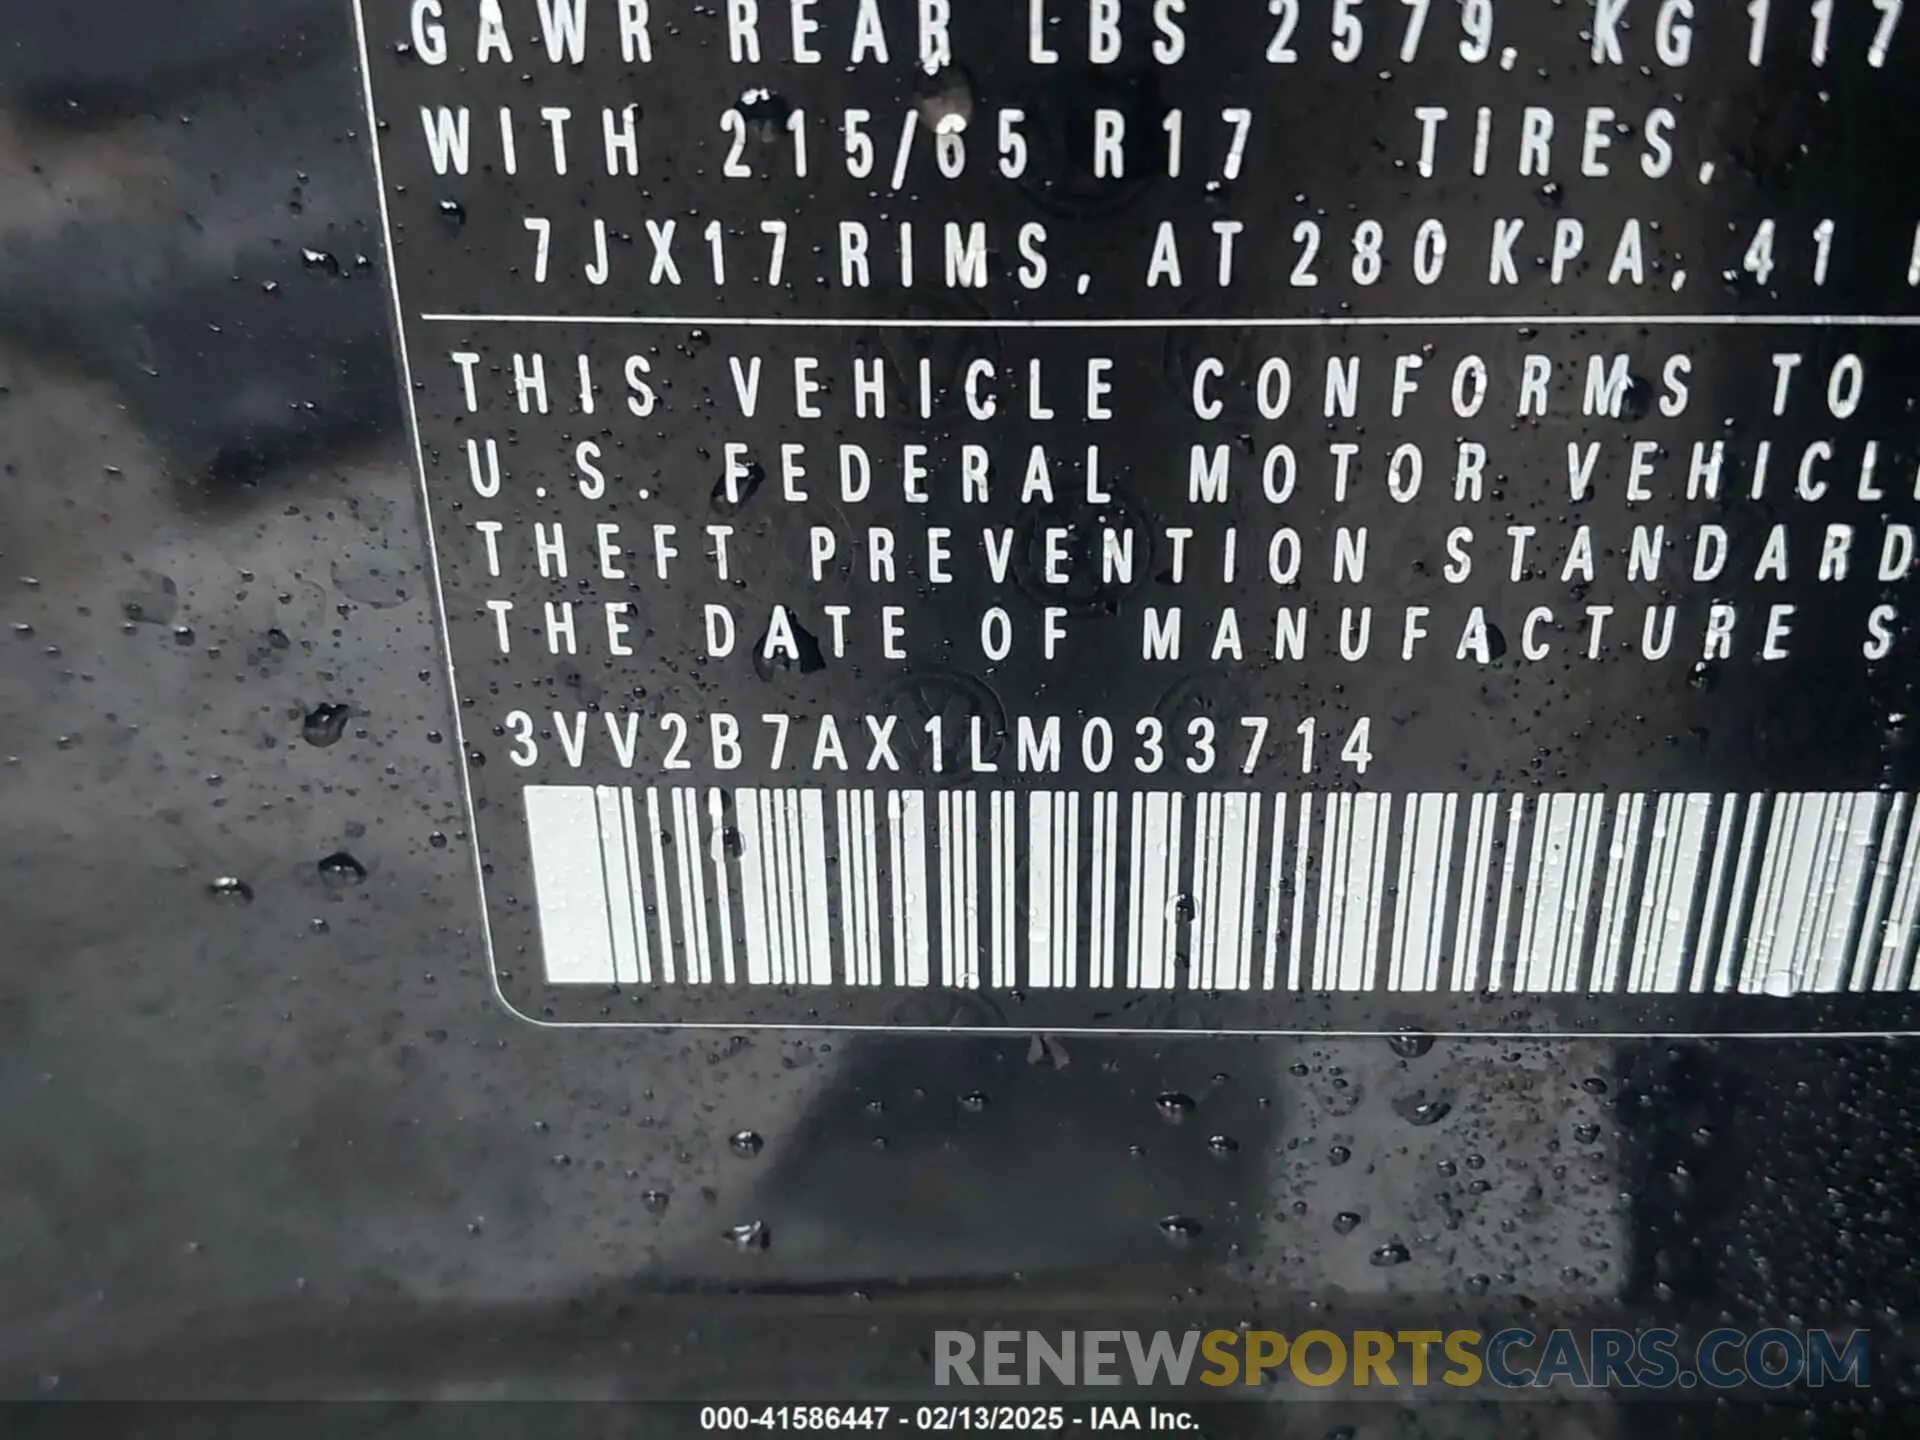 GAWR REAR LBS 2579, KG 117
WITH 215/65 R17 TIRES,
7JX17 RIMS, AT 280 KPA, 41
THIS VEHICLE CONFORMS TO
U.S. FEDERAL MOTOR VEHICL
THEFT PREVENTION STANDARD
THE DATE OF MANUFACTURE S
3VV2B7AX1LM033714
RENEWSPORTSCARS.COM
000-41586447 - 02/13/2025 - IAA Inc.